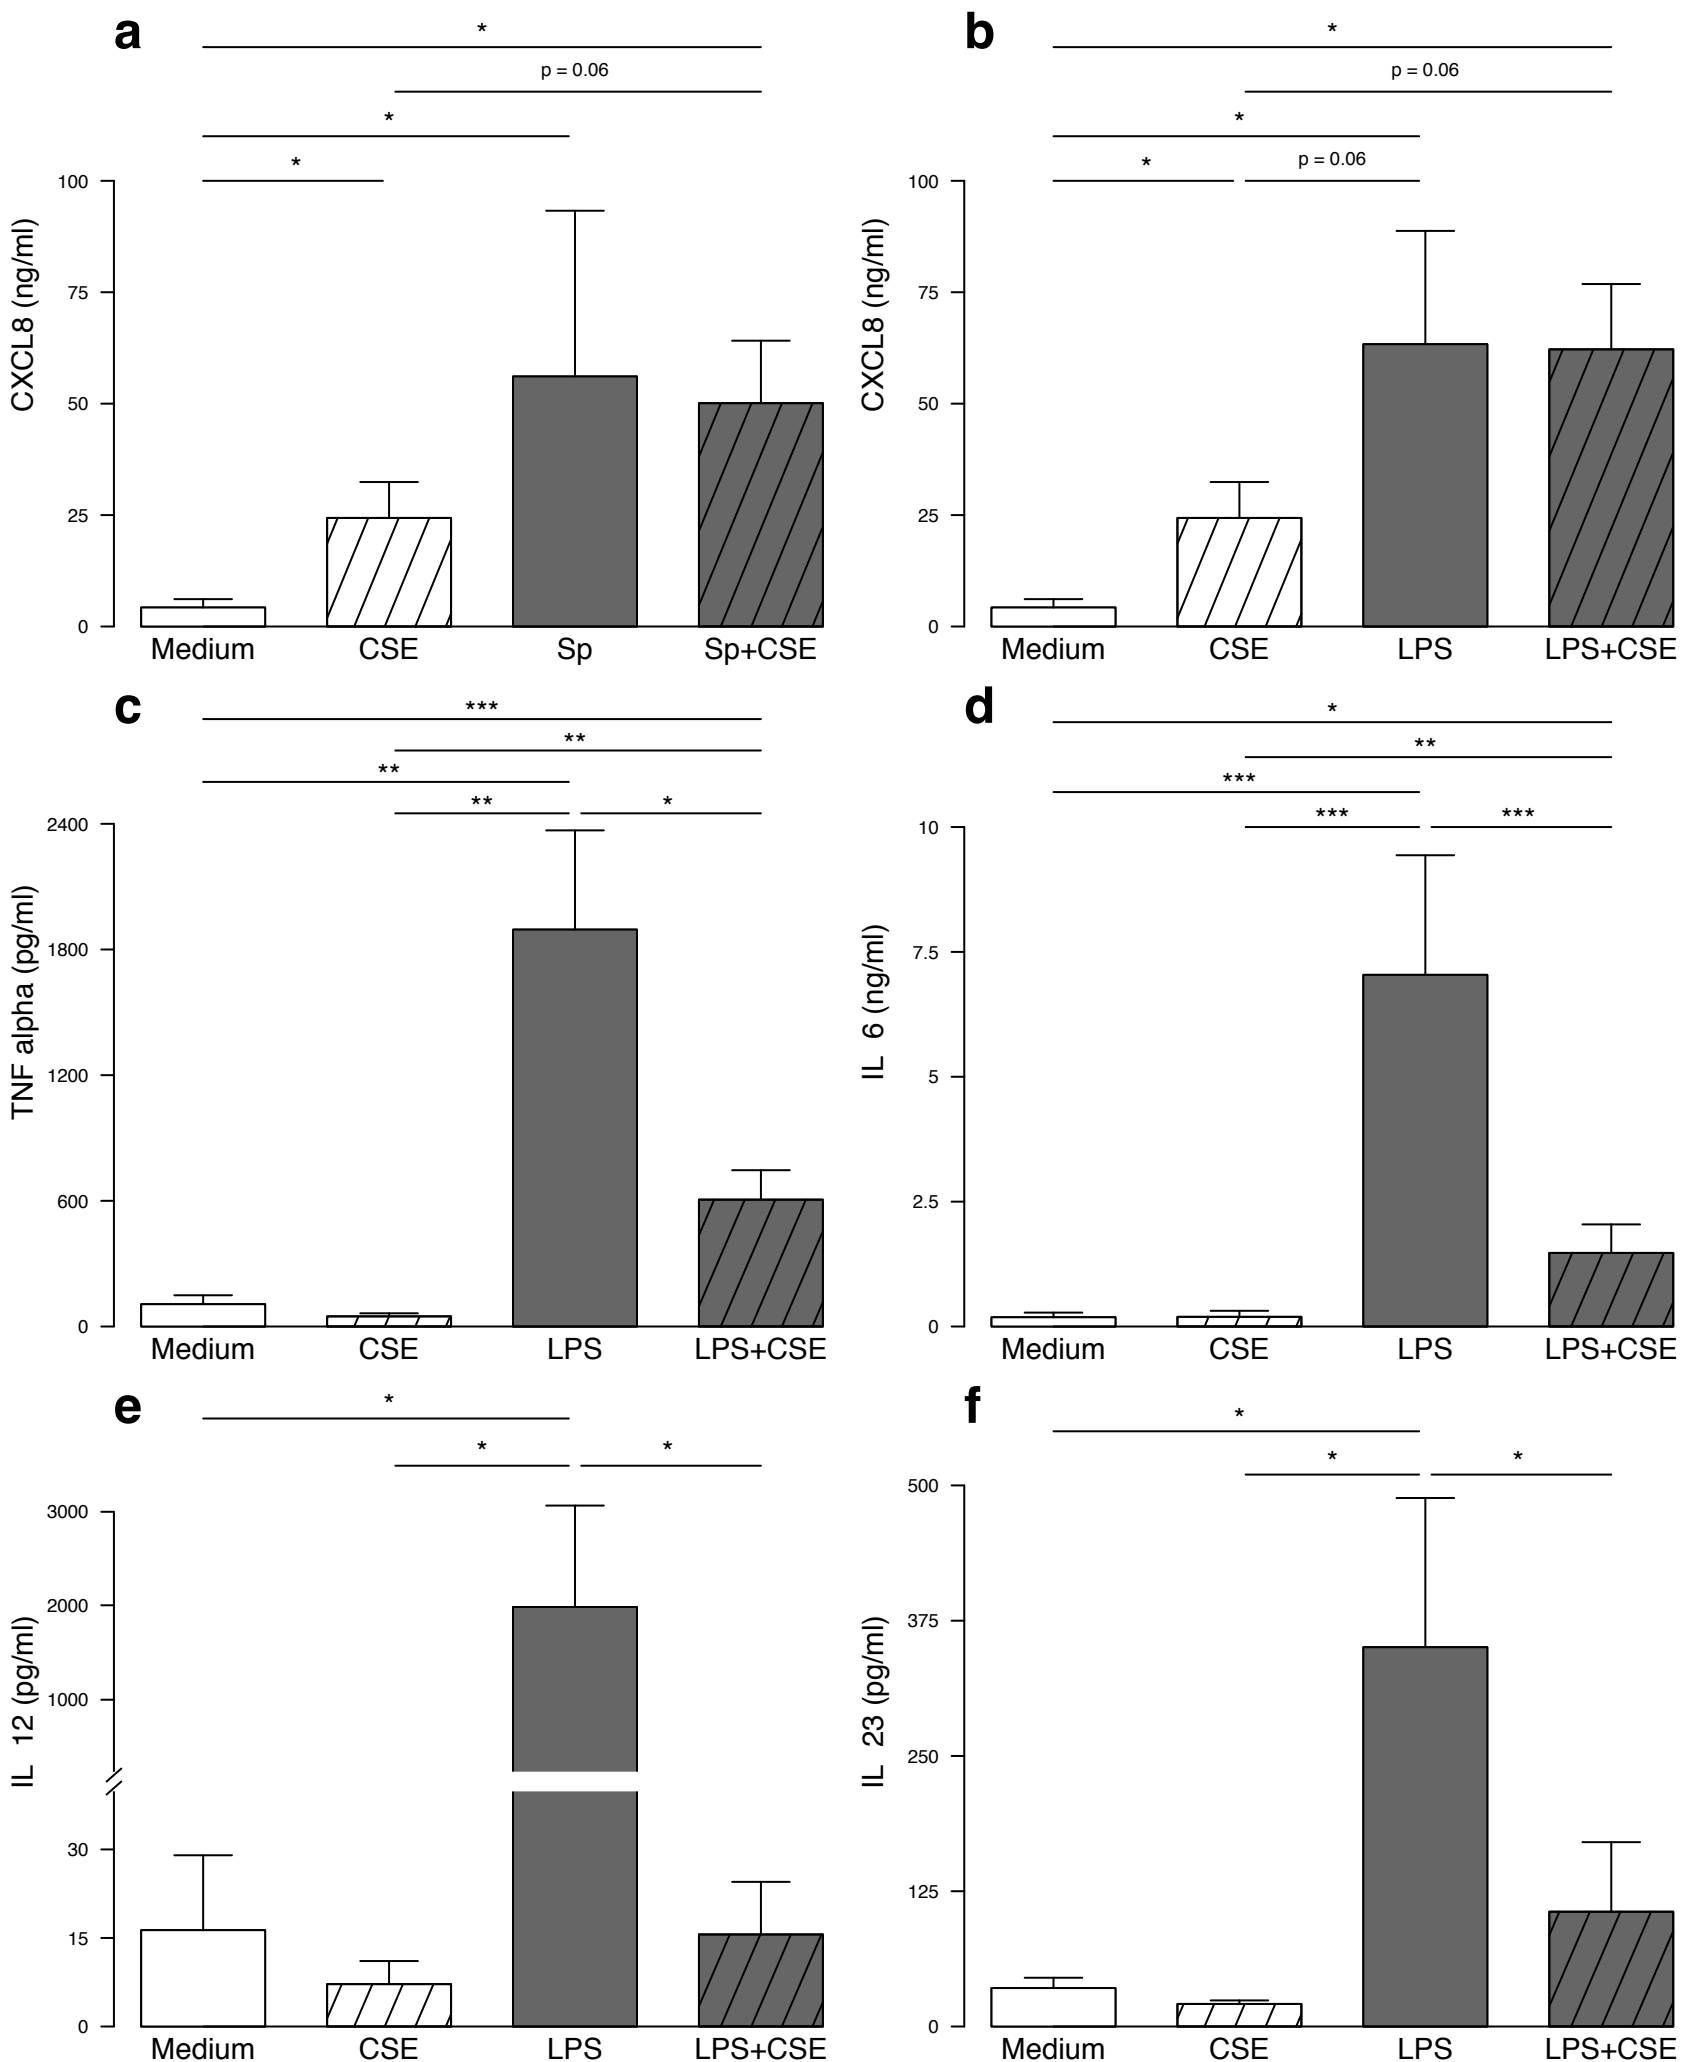 a
*
p = 0.06
*
*
CXCL8 (ng/ml)
100
75
50
25
0
Medium CSE Sp Sp+CSE
b
*
p = 0.06
*
* p = 0.06
CXCL8 (ng/ml)
100
75
50
25
0
Medium CSE LPS LPS+CSE
c
***
**
**
** *
TNF alpha (pg/ml)
2400
1800
1200
600
0
Medium CSE LPS LPS+CSE
d
*
**
***
*** ***
IL 6 (ng/ml)
10
7.5
5
2.5
0
Medium CSE LPS LPS+CSE
e
*
* *
IL 12 (pg/ml)
3000
2000
1000
30
15
0
Medium CSE LPS LPS+CSE
f
*
* *
IL 23 (pg/ml)
500
375
250
125
0
Medium CSE LPS LPS+CSE